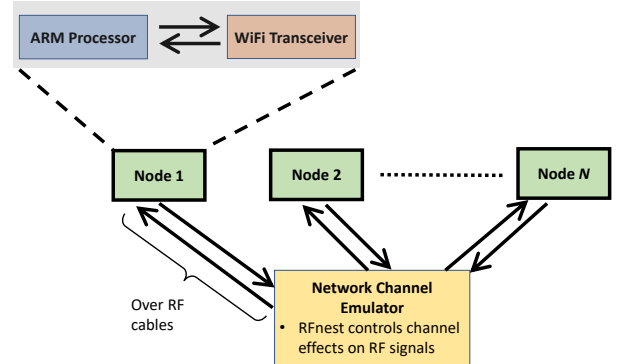 ARM Processor
WiFi Transceiver
Node 1
Node 2
Node N
Over RF
cables
Network Channel
Emulator
• RFnest controls channel
effects on RF signals